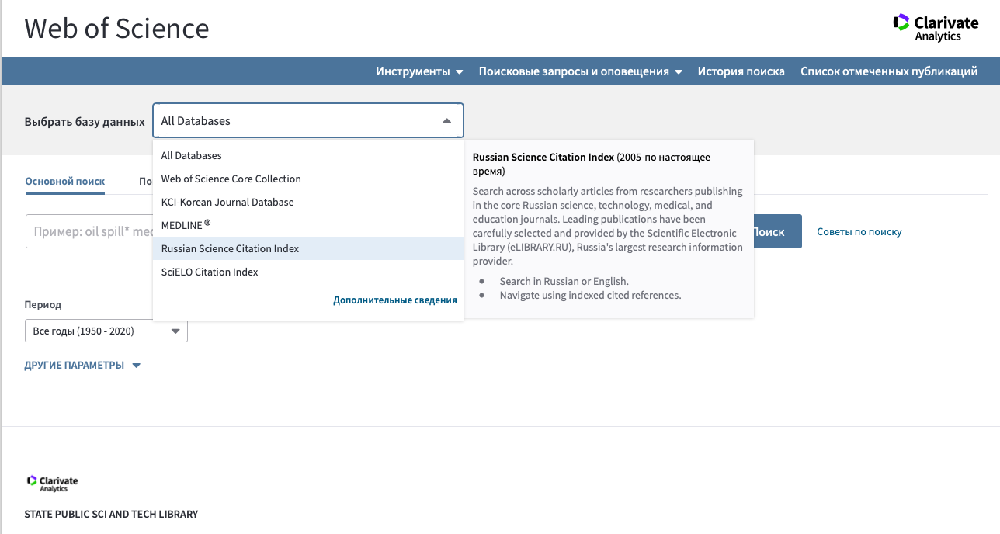 Web of Science
Clarivate
Analytics
Инструменты
Поисковые запросы и оповещения
История поиска
Список отмеченных публикаций
Выбрать базу данных
All Databases
All Databases
Web of Science Core Collection
KCI-Korean Journal Database
MEDLINE ®
Russian Science Citation Index
SciELO Citation Index
Дополнительные сведения
Russian Science Citation Index (2005-по настоящее
время)
Search across scholarly articles from researchers publishing
in the core Russian science, technology, medical, and
education journals. Leading publications have been
carefully selected and provided by the Scientific Electronic
Library (eLIBRARY.RU), Russia's largest research information
provider.
● Search in Russian or English.
● Navigate using indexed cited references.
Основной поиск
По
Пример: oil spill* med
Поиск
Советы по поиску
Период
Все годы (1950 - 2020)
ДРУГИЕ ПАРАМЕТРЫ
Clarivate
Analytics
STATE PUBLIC SCI AND TECH LIBRARY